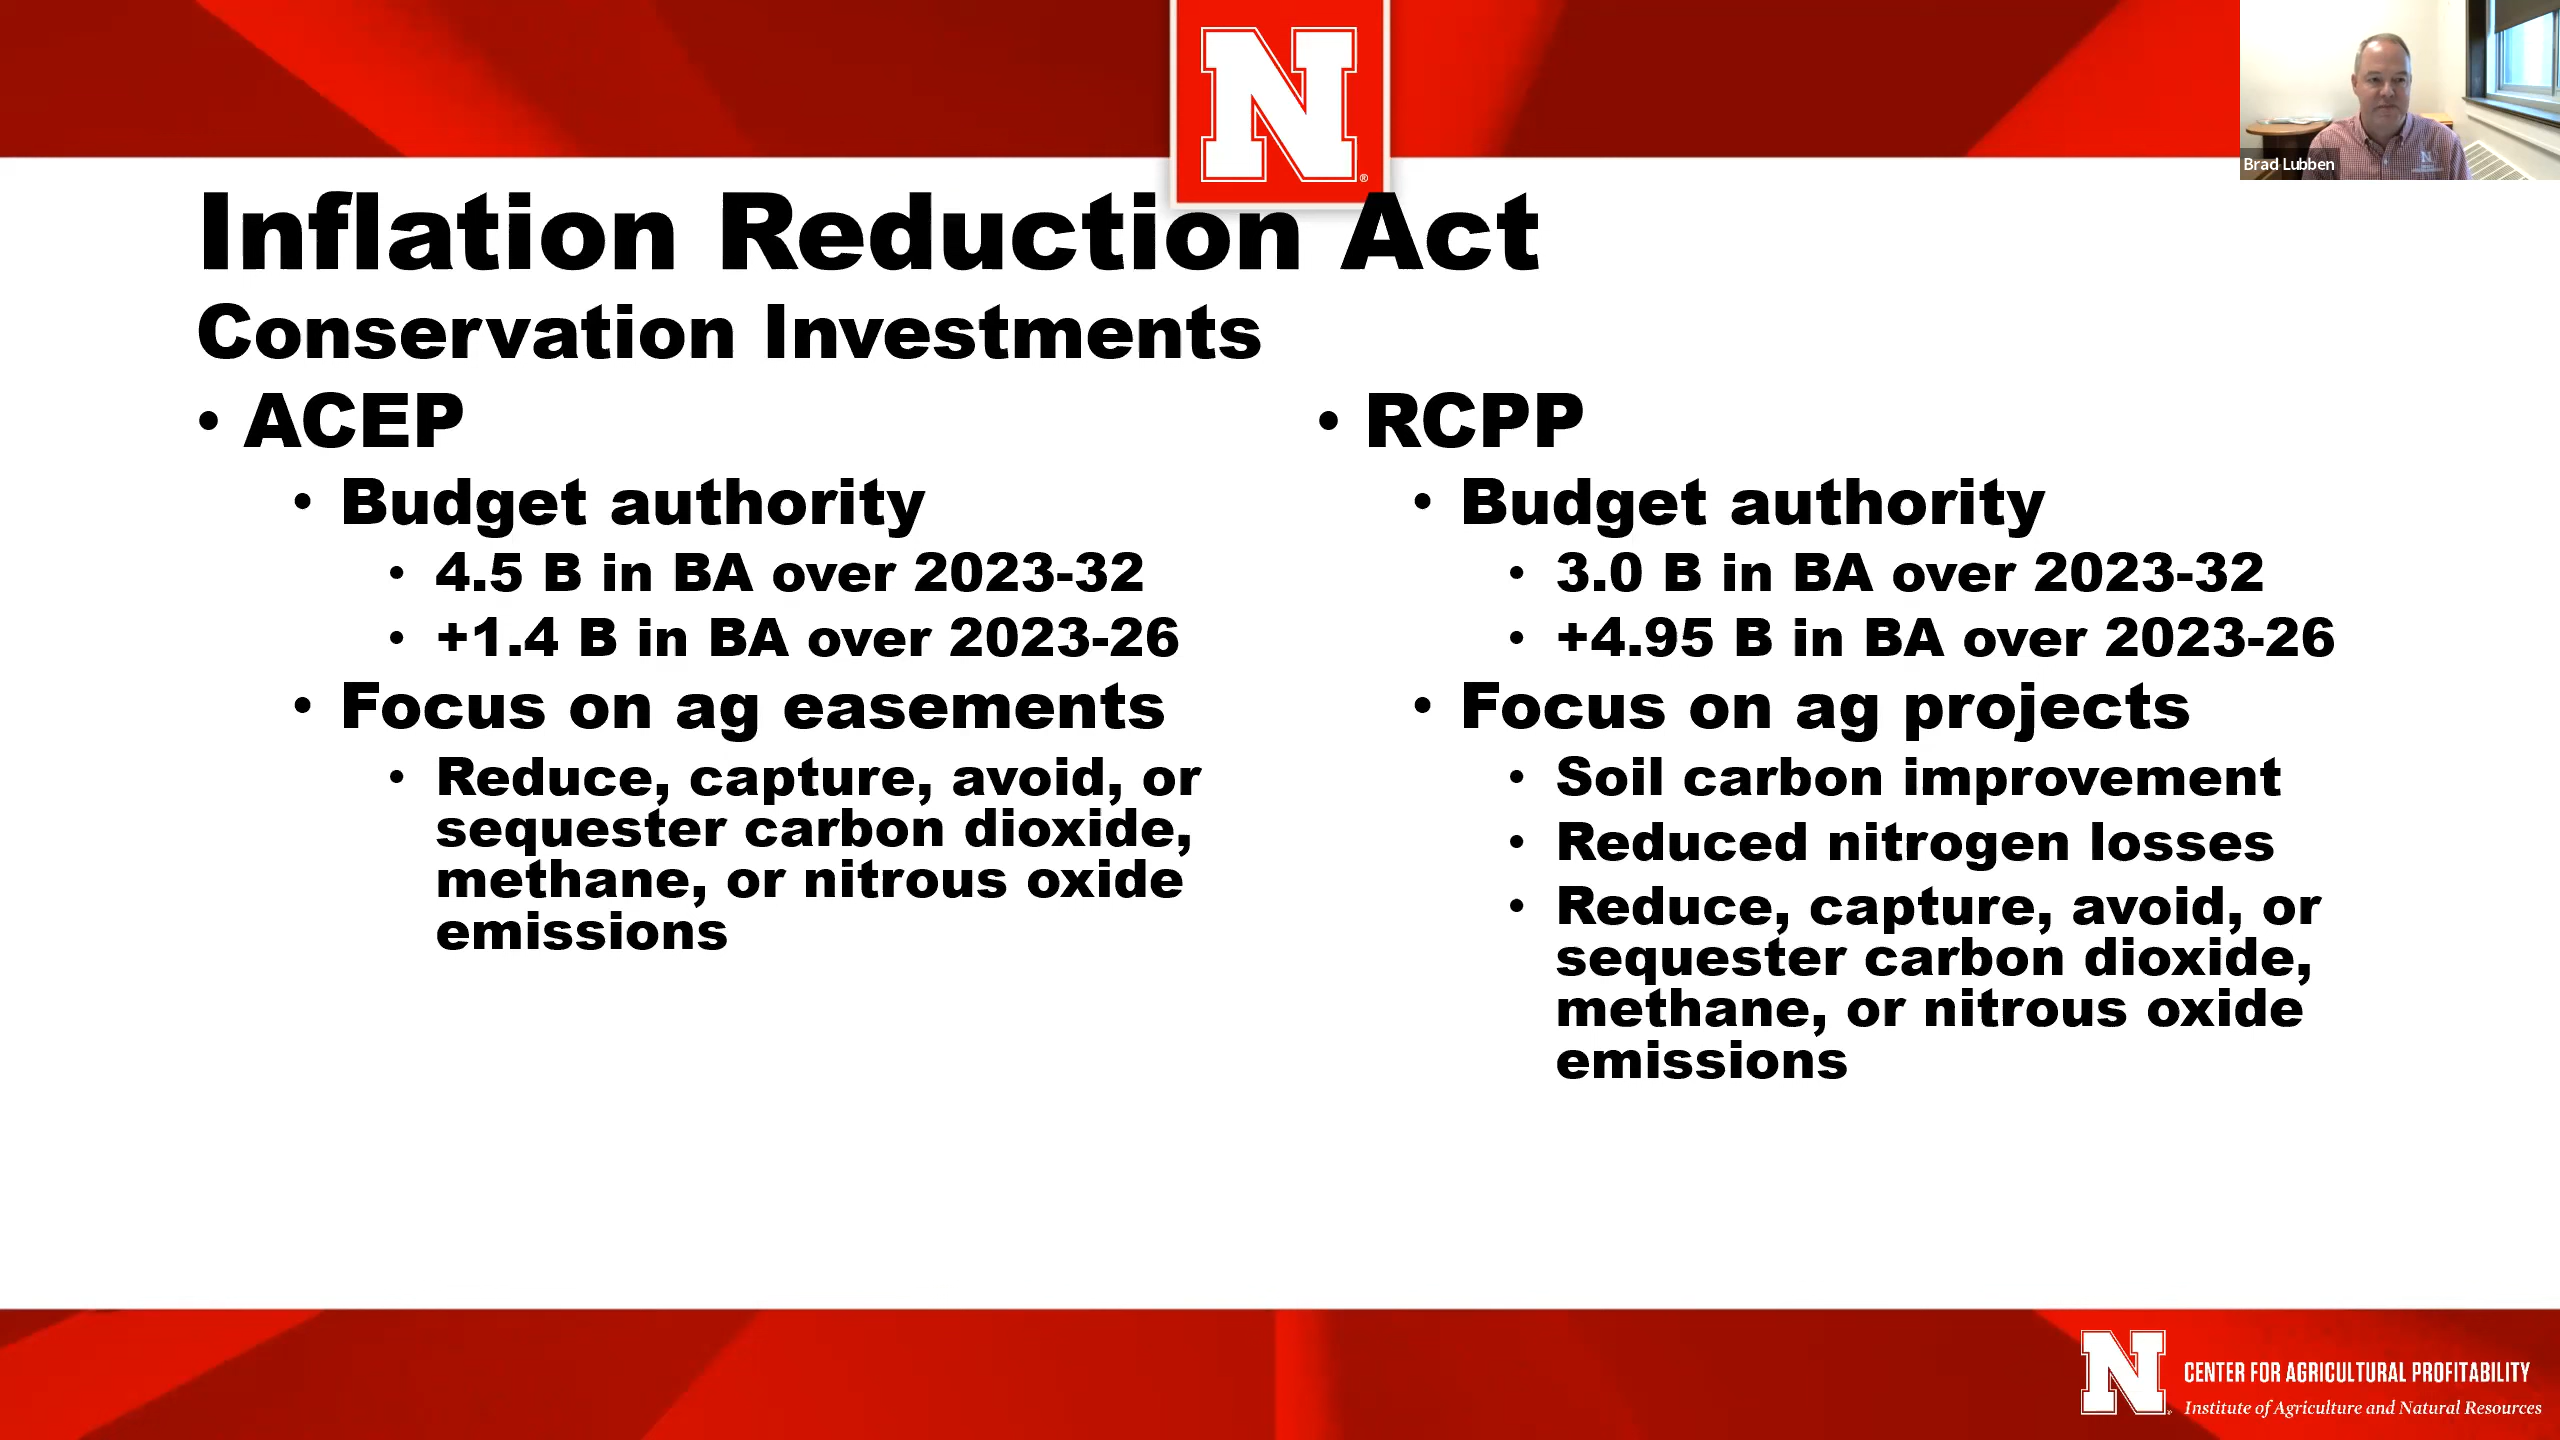 N
Brad Lubben
Inflation Reduction Act
Conservation Investments
• ACEP
• Budget authority
• 4.5 B in BA over 2023-32
• +1.4 B in BA over 2023-26
• Focus on ag easements
• Reduce, capture, avoid, or
sequester carbon dioxide,
methane, or nitrous oxide
emissions
• RCPP
• Budget authority
• 3.0 B in BA over 2023-32
• +4.95 B in BA over 2023-26
• Focus on ag projects
• Soil carbon improvement
• Reduced nitrogen losses
• Reduce, capture, avoid, or
sequester carbon dioxide,
methane, or nitrous oxide
emissions
N
CENTER FOR AGRICULTURAL PROFITABILITY
Institute of Agriculture and Natural Resources